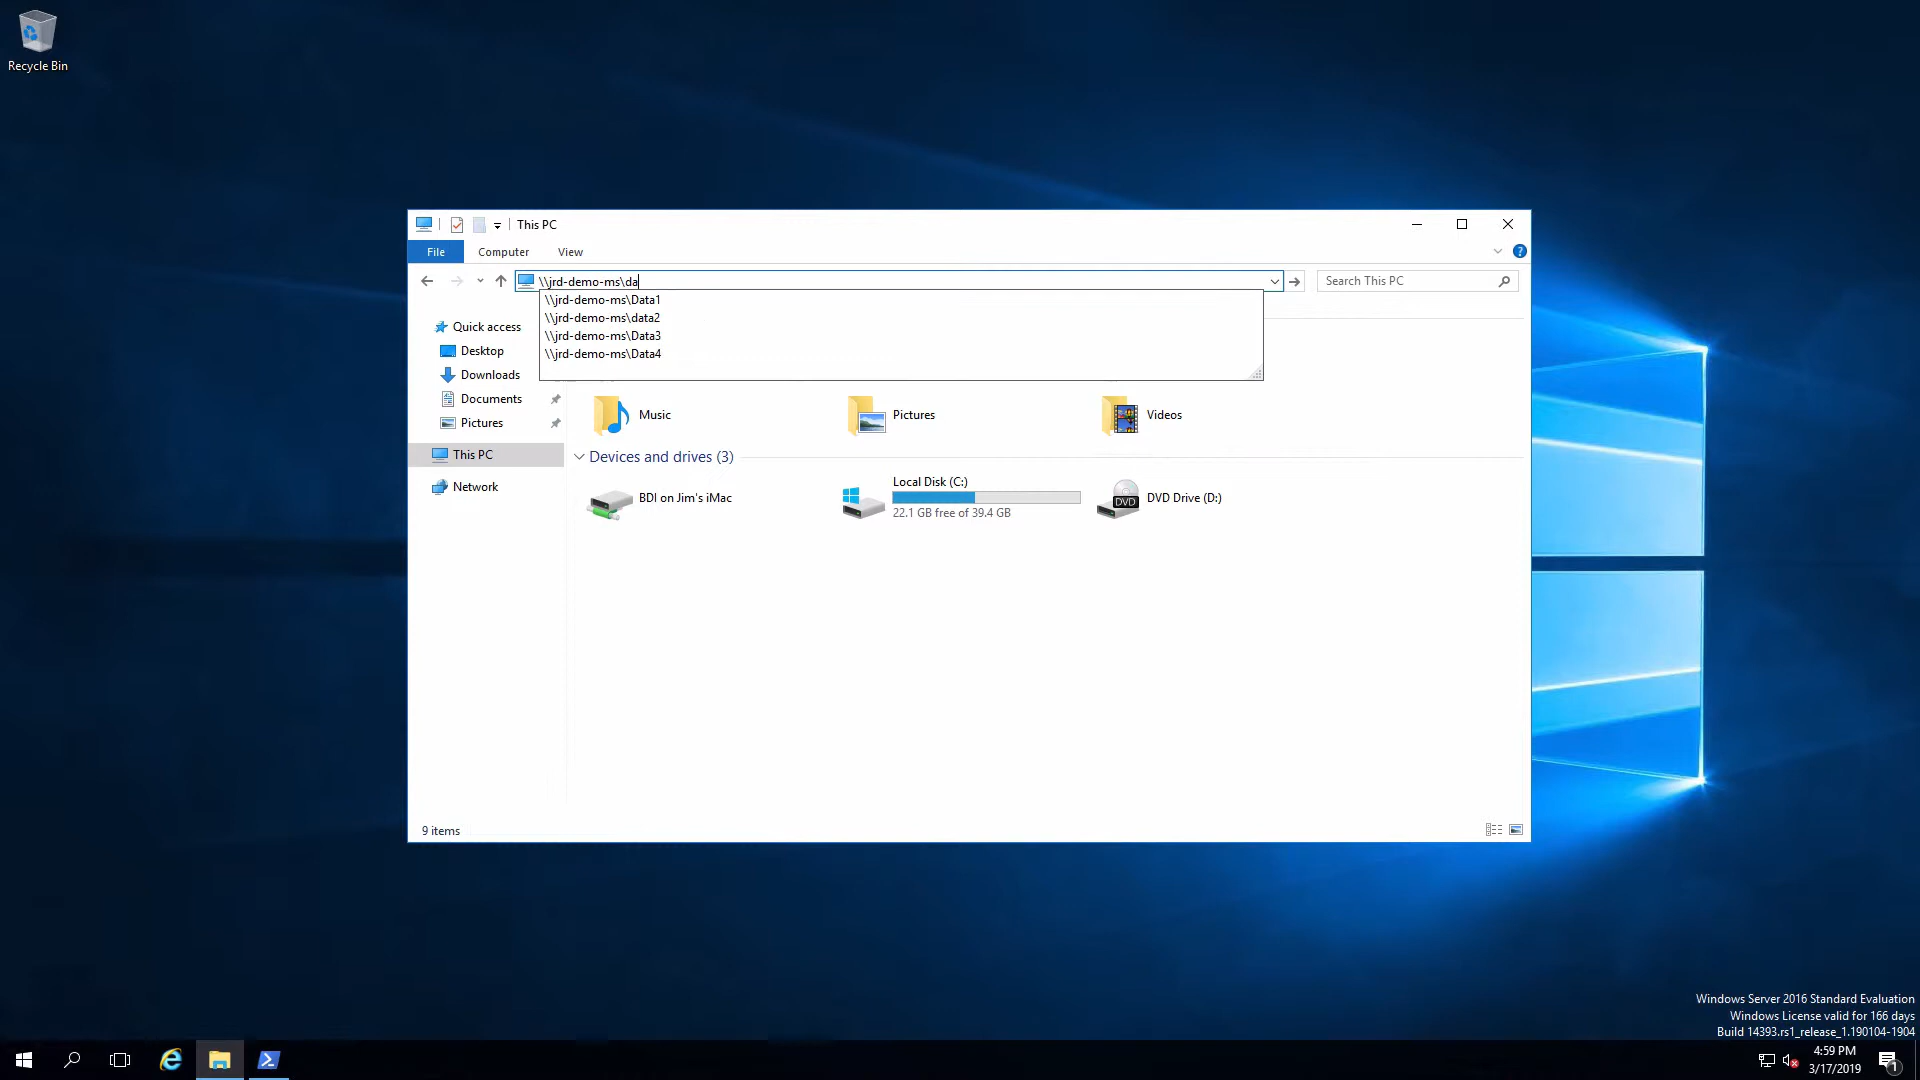 Recycle Bin
This PC
File
Computer
View
\\jrd-demo-ms\da
Search This PC
\\jrd-demo-ms\Data1
\\jrd-demo-ms\data2
\\jrd-demo-ms\Data3
\\jrd-demo-ms\Data4
Quick access
Desktop
Downloads
Documents
Pictures
This PC
Network
Music
Pictures
Videos
Devices and drives (3)
BDI on Jim's iMac
Local Disk (C:)
22.1 GB free of 39.4 GB
DVD
DVD Drive (D:)
9 items
Windows Server 2016 Standard Evaluation
Windows License valid for 166 days
Build 14393.rs1_release_1.190104-1904
4:59 PM
3/17/2019
1